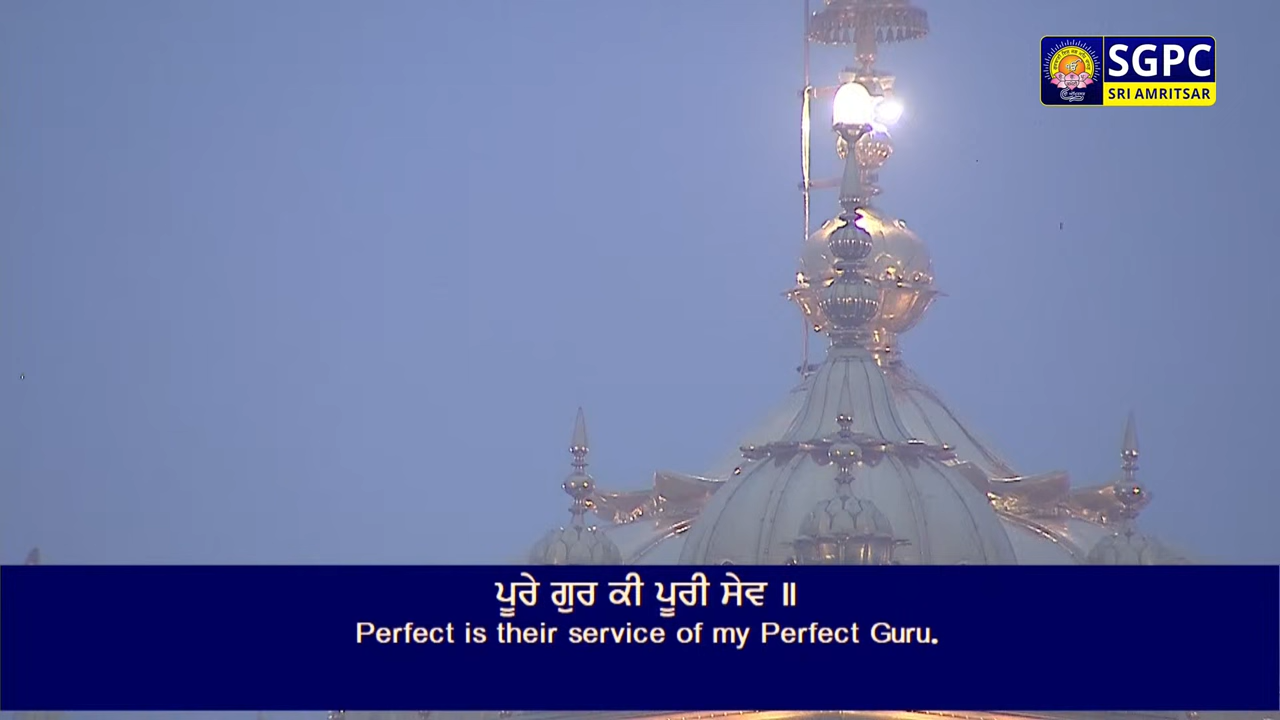 SGPC
SRI AMRITSAR
ਪੂਰੇ ਗੁਰ ਕੀ ਪੂਰੀ ਸੇਵ ॥
Perfect is their service of my Perfect Guru.